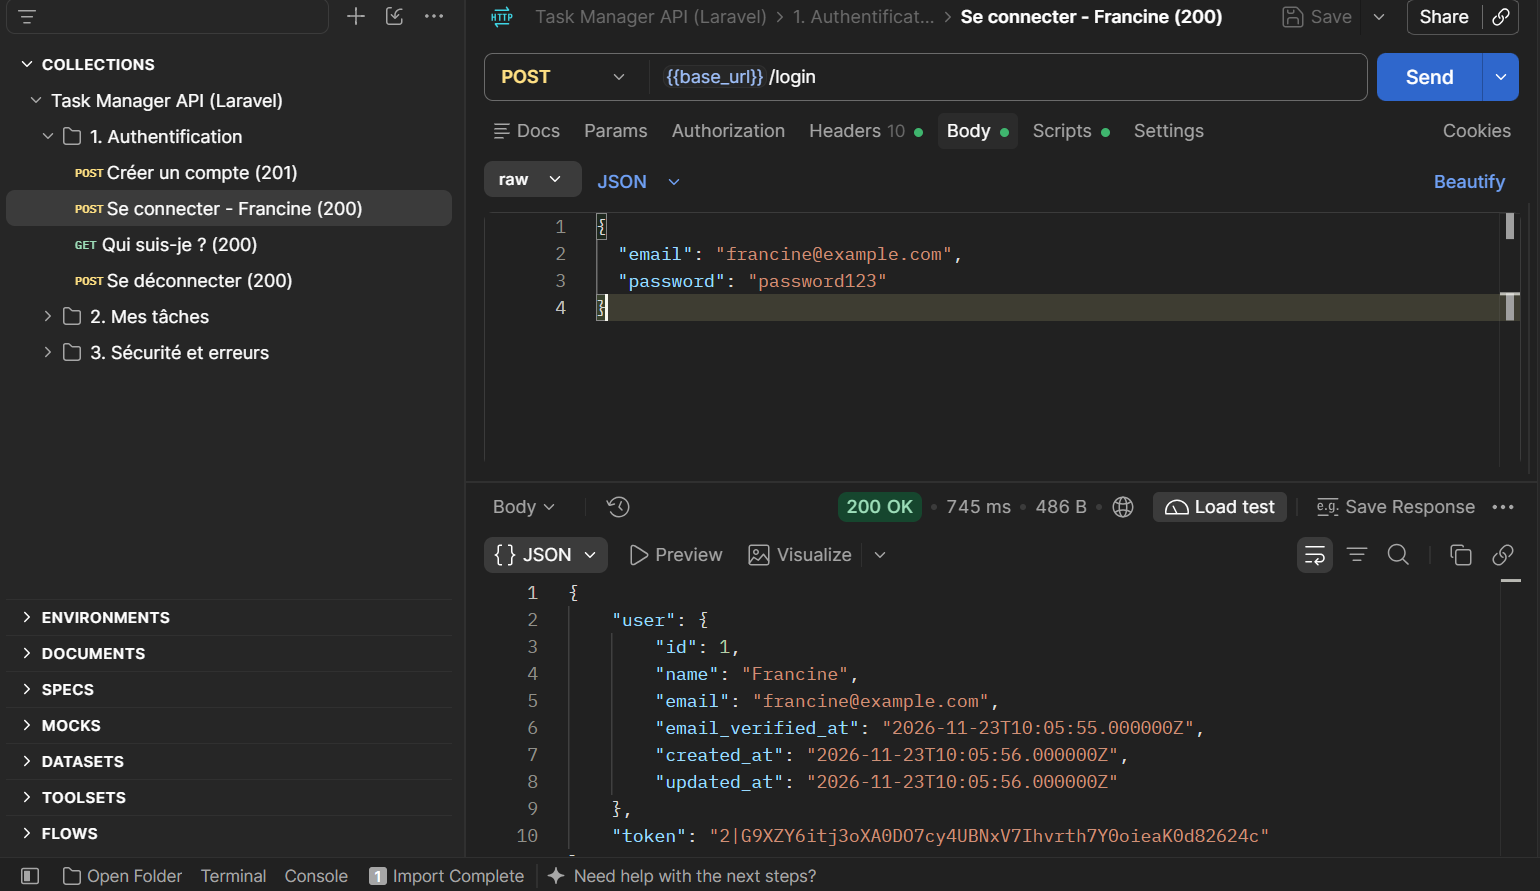 HTTP Task Manager API (Laravel) > 1. Authentificat... > Se connecter - Francine (200) Save Share
COLLECTIONS
Task Manager API (Laravel)
1. Authentification
POST Créer un compte (201)
POST Se connecter - Francine (200)
GET Qui suis-je ? (200)
POST Se déconnecter (200)
2. Mes tâches
3. Sécurité et erreurs
ENVIRONMENTS
DOCUMENTS
SPECS
MOCKS
DATASETS
TOOLSETS
FLOWS
POST {{base_url}} /login Send
Docs Params Authorization Headers 10 Body Scripts Settings Cookies
raw JSON Beautify
1 {
2 "email": "francine@example.com",
3 "password": "password123"
4 }
Body 200 OK • 745 ms • 486 B • Load test e.g. Save Response
{} JSON Preview Visualize
1 {
2 "user": {
3 "id": 1,
4 "name": "Francine",
5 "email": "francine@example.com",
6 "email_verified_at": "2026-11-23T10:05:55.000000Z",
7 "created_at": "2026-11-23T10:05:56.000000Z",
8 "updated_at": "2026-11-23T10:05:56.000000Z"
9 },
10 "token": "2|G9XZY6itj3oXA0DO7cy4UBNxV7Ihvrth7Y0oieaK0d82624c"
Open Folder Terminal Console 1 Import Complete Need help with the next steps?